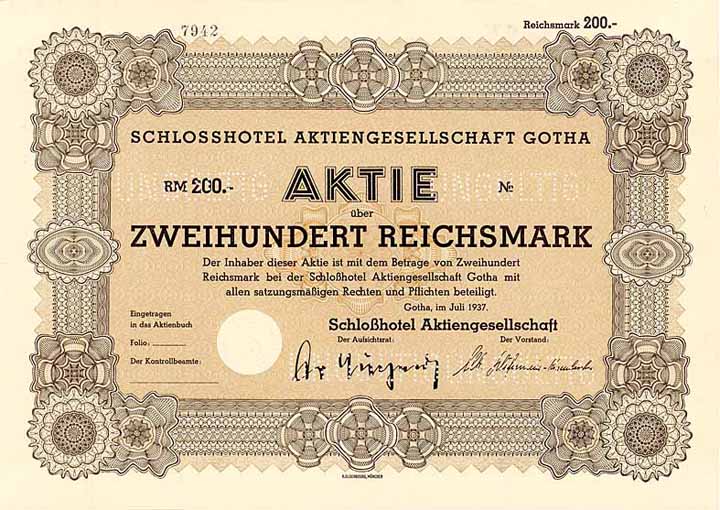 7942
Reichsmark 200.-
SCHLOSSHOTEL AKTIENGESELLSCHAFT GOTHA
RM 200.- AKTIE №
über
ZWEIHUNDERT REICHSMARK
Der Inhaber dieser Aktie ist mit dem Betrage von Zweihundert
Reichsmark bei der Schloßhotel Aktiengesellschaft Gotha mit
allen satzungsmäßigen Rechten und Pflichten beteiligt.
Gotha, im Juli 1937.
Eingetragen
in das Aktienbuch
Folio:
Der Kontrollbeamte:
Schloßhotel Aktiengesellschaft
Der Aufsichtsrat: Der Vorstand: